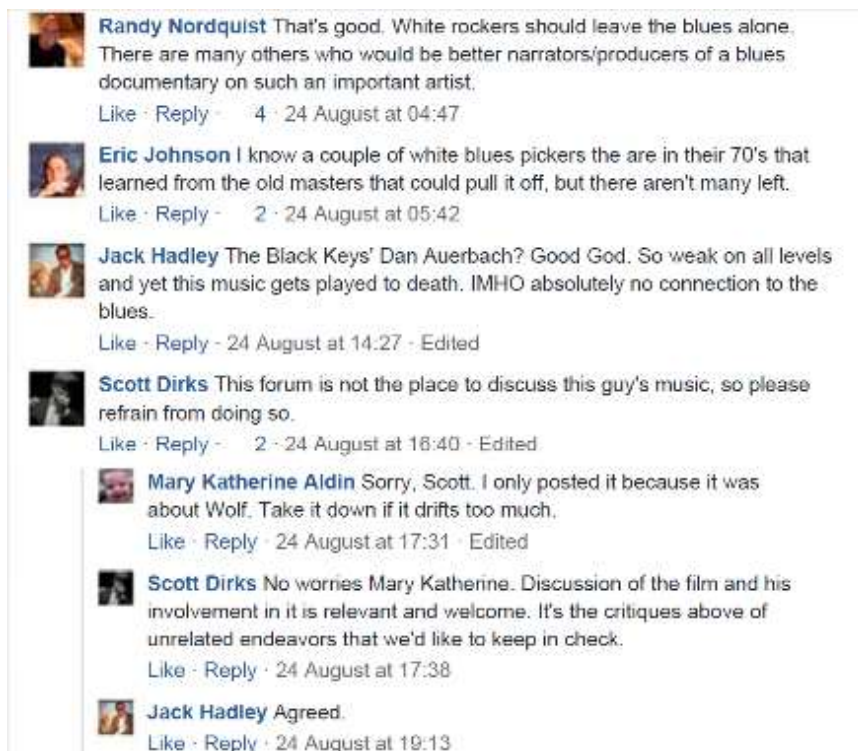 Randy Nordquist That's good. White rockers should leave the blues alone.
There are many others who would be better narrators/producers of a blues
documentary on such an important artist.
Like · Reply · 4 · 24 August at 04:47
Eric Johnson I know a couple of white blues pickers the are in their 70's that
learned from the old masters that could pull it off, but there aren't many left.
Like · Reply · 2 · 24 August at 05:42
Jack Hadley The Black Keys' Dan Auerbach? Good God. So weak on all levels
and yet this music gets played to death. IMHO absolutely no connection to the
blues.
Like · Reply · 24 August at 14:27 · Edited
Scott Dirks This forum is not the place to discuss this guy's music, so please
refrain from doing so.
Like · Reply · 2 · 24 August at 16:40 · Edited
Mary Katherine Aldin Sorry, Scott. I only posted it because it was
about Wolf. Take it down if it drifts too much.
Like · Reply · 24 August at 17:31 · Edited
Scott Dirks No worries Mary Katherine. Discussion of the film and his
involvement in it is relevant and welcome. It's the critiques above of
unrelated endeavors that we'd like to keep in check.
Like · Reply · 24 August at 17:38
Jack Hadley Agreed.
Like · Reply · 24 August at 19:13